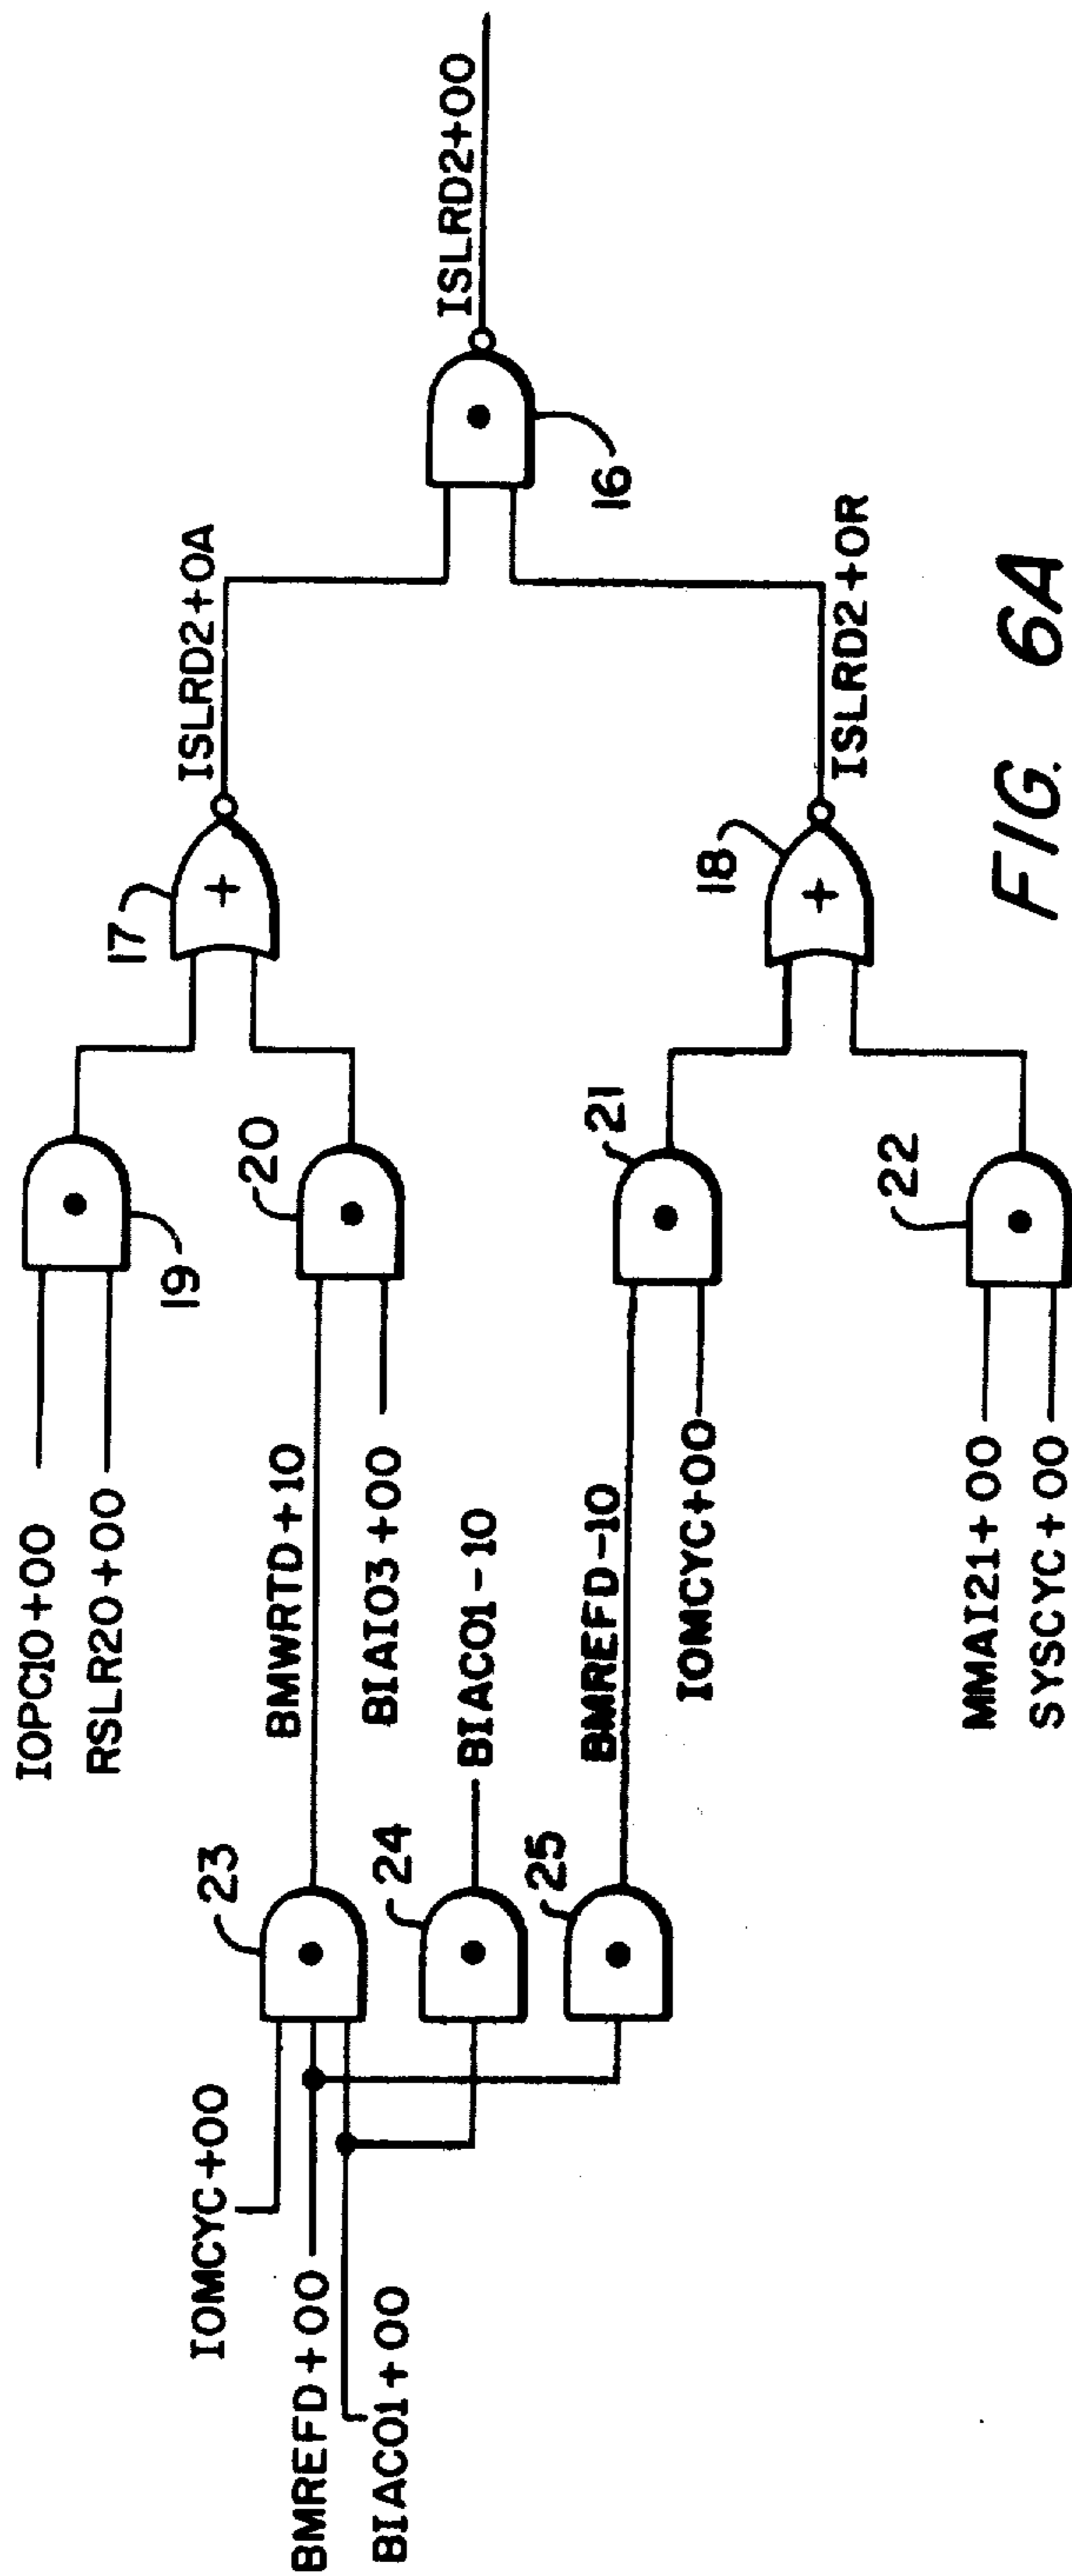 IOPC10+00
RSLR20+00
19
17
ISLRD2+0A
IOMCYC+00
BMREFD+00
BIAC01+00
23
BMWRTD+10
BIAI03+00
20
24
BIAC01-10
16
ISLRD2+00
25
BMREFD-10
IOMCYC+00
21
18
ISLRD2+0R
MMAI21+00
SYSCYC+00
22
FIG. 6A